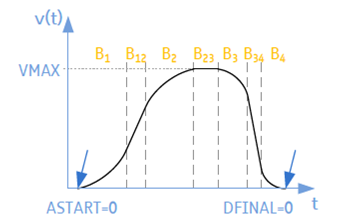 v(t)
B₁ B₁₂ B₂ B₂₃ B₃ B₃₄ B₄
VMAX
t
ASTART=0 DFINAL=0